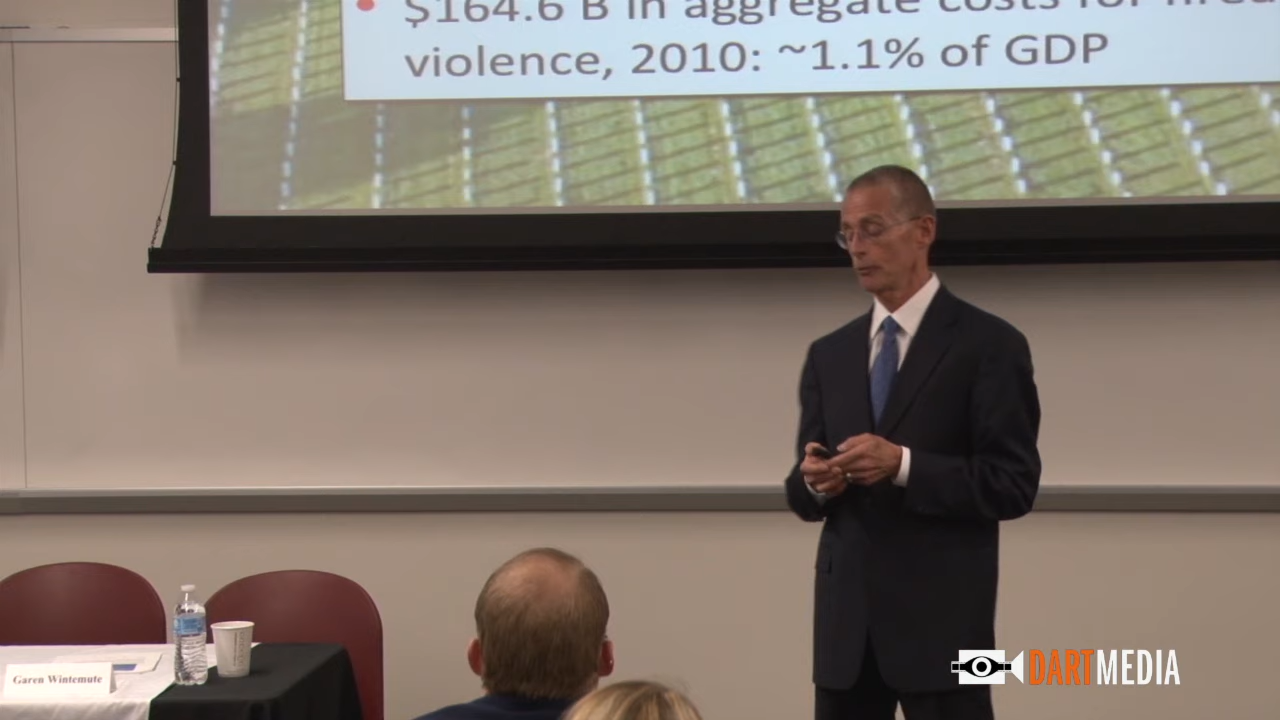 $164.6 B in aggregate costs for
violence, 2010: ~1.1% of GDP
Garen Wintemute
DARTMEDIA